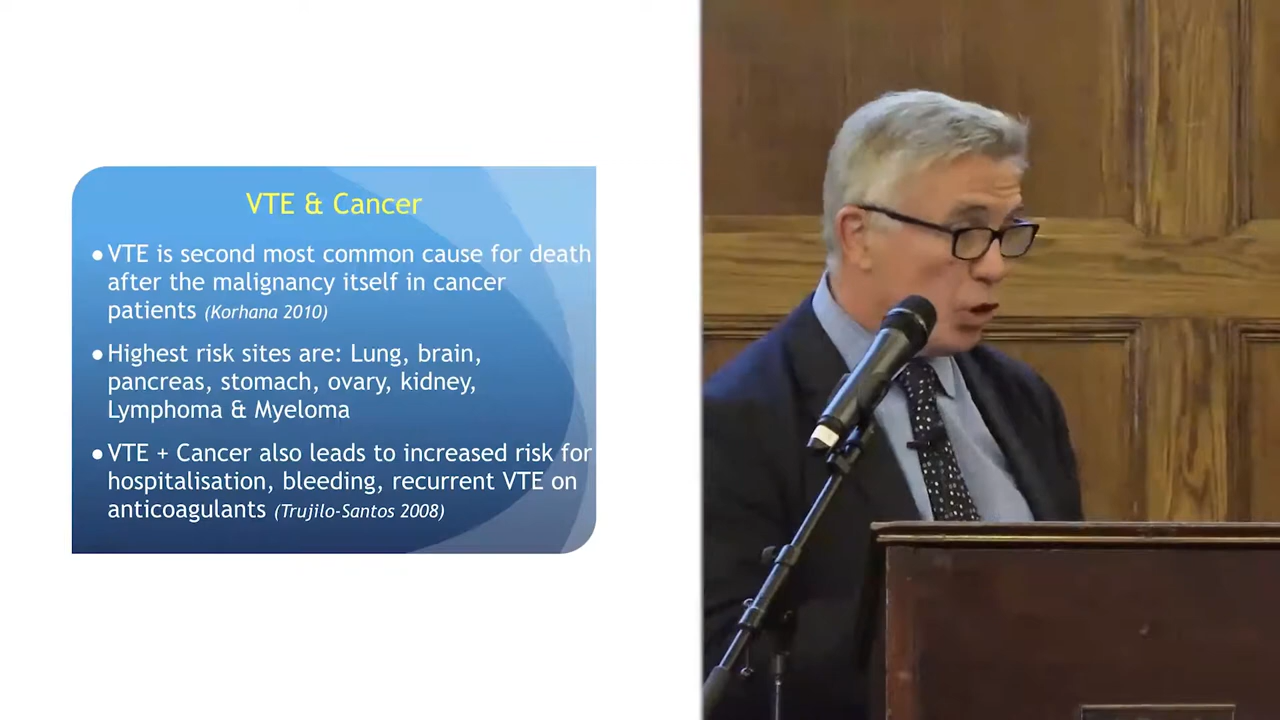 VTE & Cancer
●VTE is second most common cause for death
after the malignancy itself in cancer
patients (Korhana 2010)
●Highest risk sites are: Lung, brain,
pancreas, stomach, ovary, kidney,
Lymphoma & Myeloma
●VTE + Cancer also leads to increased risk for
hospitalisation, bleeding, recurrent VTE on
anticoagulants (Trujilo-Santos 2008)